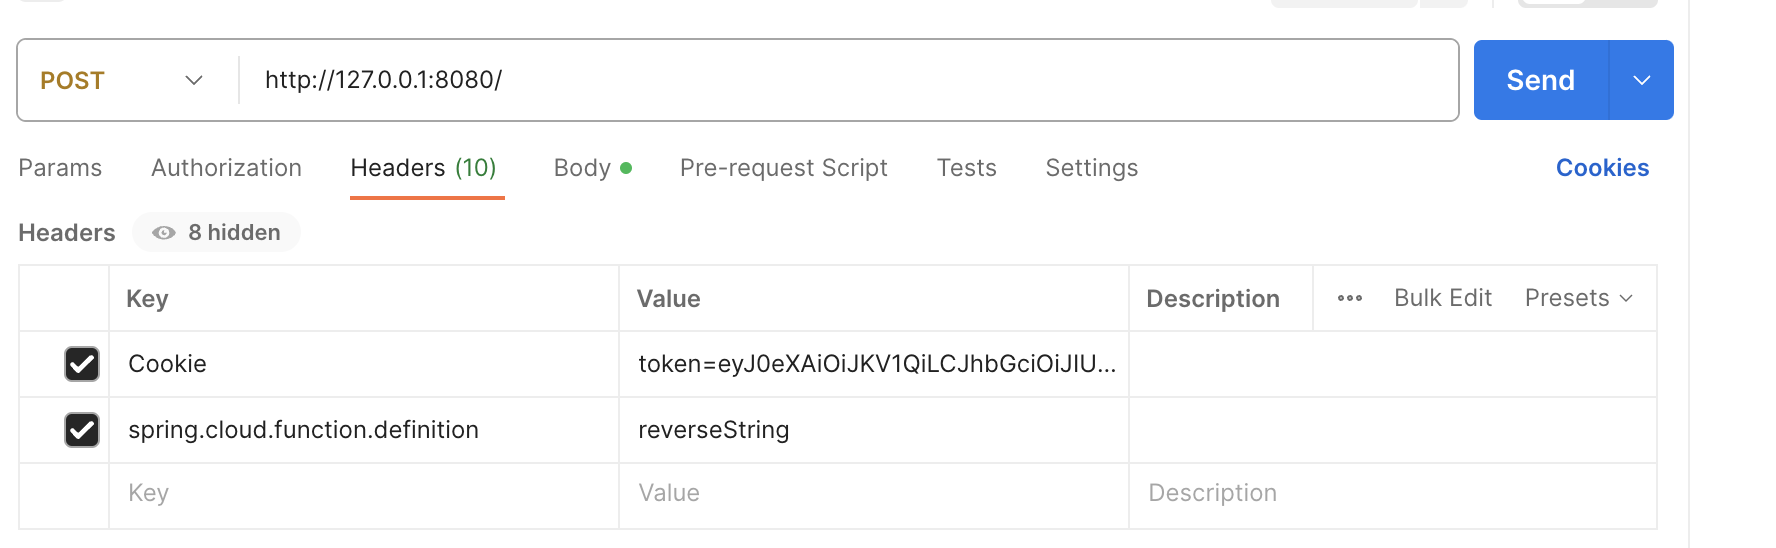 POST http://127.0.0.1:8080/ Send
Params Authorization Headers (10) Body Pre-request Script Tests Settings Cookies
Headers 8 hidden
Key Value Description ••• Bulk Edit Presets
Cookie token=eyJ0eXAiOiJKV1QiLCJhbGciOiJIU...
spring.cloud.function.definition reverseString
Key Value Description